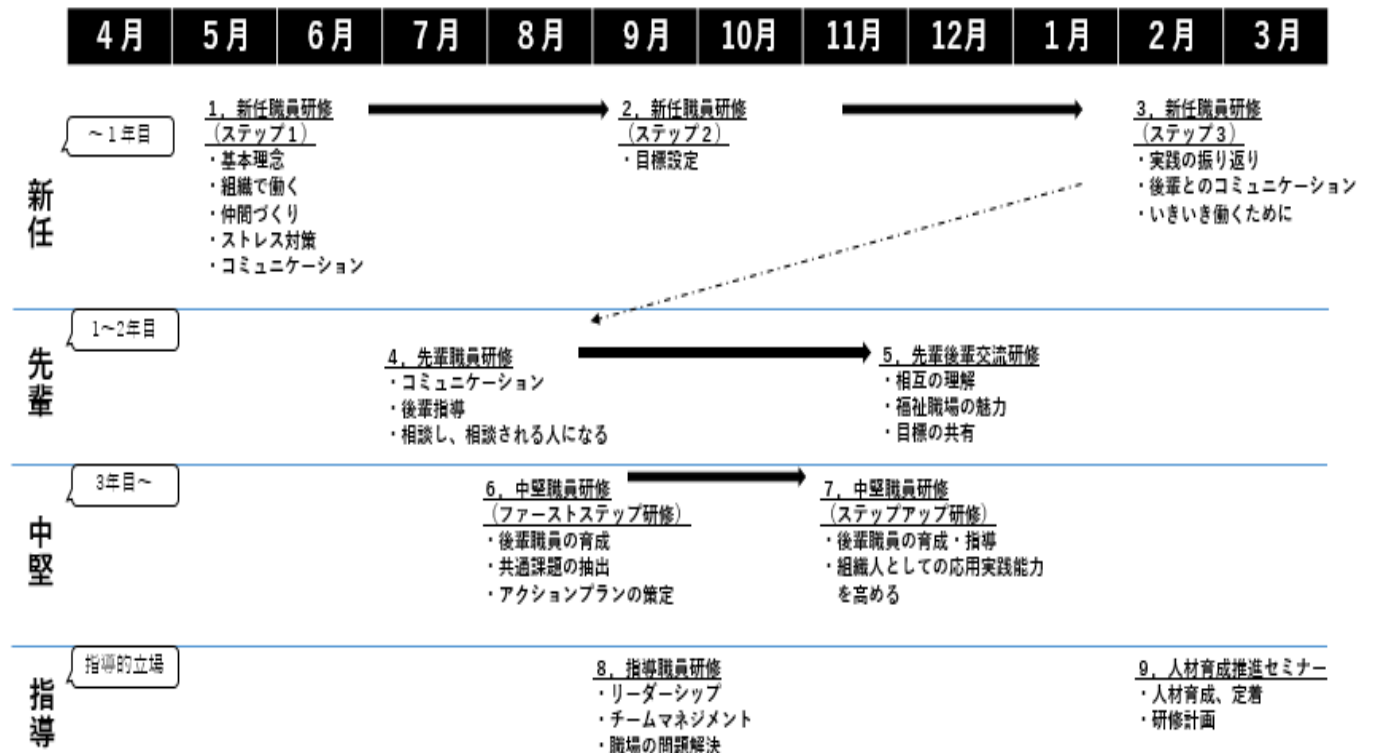 4月 5月 6月 7月 8月 9月 10月 11月 12月 1月 2月 3月
新任
～1年目
1，新任職員研修
（ステップ1）
・基本理念
・組織で働く
・仲間づくり
・ストレス対策
・コミュニケーション
2，新任職員研修
（ステップ2）
・目標設定
3，新任職員研修
（ステップ3）
・実践の振り返り
・後輩とのコミュニケーション
・いきいき働くために
先輩
1～2年目
4，先輩職員研修
・コミュニケーション
・後輩指導
・相談し、相談される人になる
5，先輩後輩交流研修
・相互の理解
・福祉職場の魅力
・目標の共有
中堅
3年目～
6，中堅職員研修
（ファーストステップ研修）
・後輩職員の育成
・共通課題の抽出
・アクションプランの策定
7，中堅職員研修
（ステップアップ研修）
・後輩職員の育成・指導
・組織人としての応用実践能力
を高める
指導
指導的立場
8，指導職員研修
・リーダーシップ
・チームマネジメント
・職場の問題解決
9，人材育成推進セミナー
・人材育成、定着
・研修計画